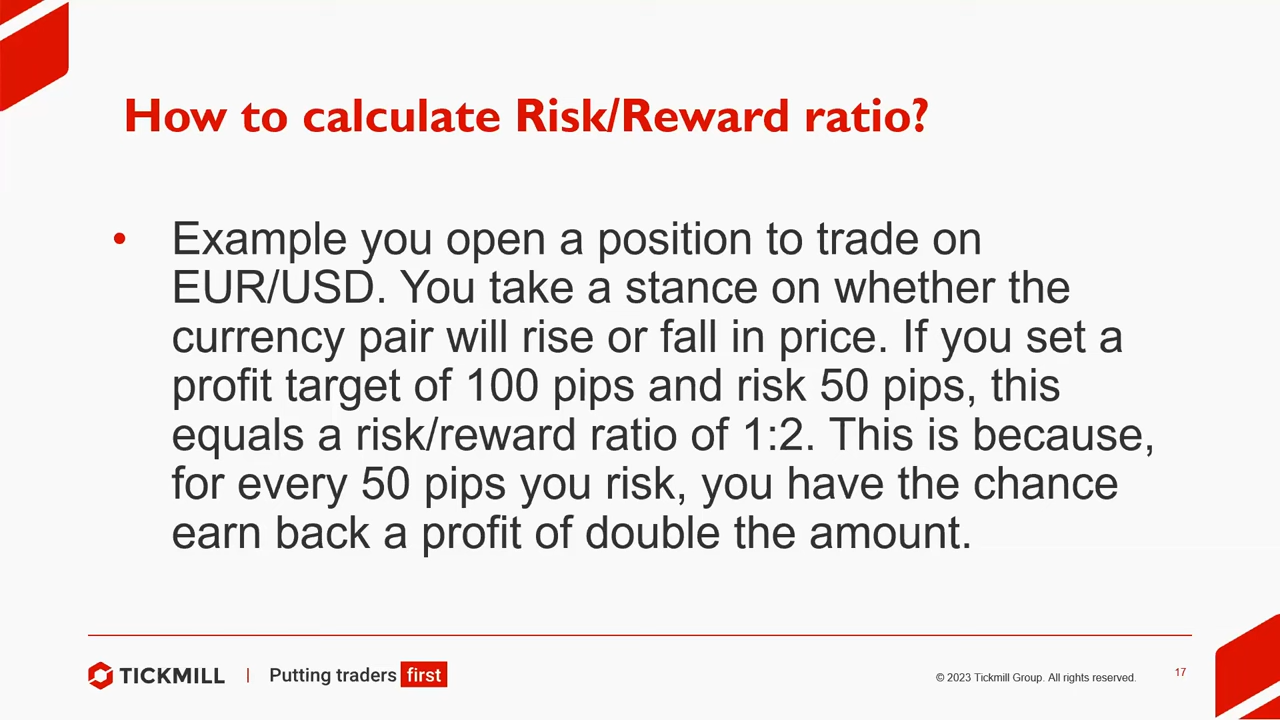 How to calculate Risk/Reward ratio?
• Example you open a position to trade on
EUR/USD. You take a stance on whether the
currency pair will rise or fall in price. If you set a
profit target of 100 pips and risk 50 pips, this
equals a risk/reward ratio of 1:2. This is because,
for every 50 pips you risk, you have the chance
earn back a profit of double the amount.
TICKMILL | Putting traders first
© 2023 Tickmill Group. All rights reserved.
17